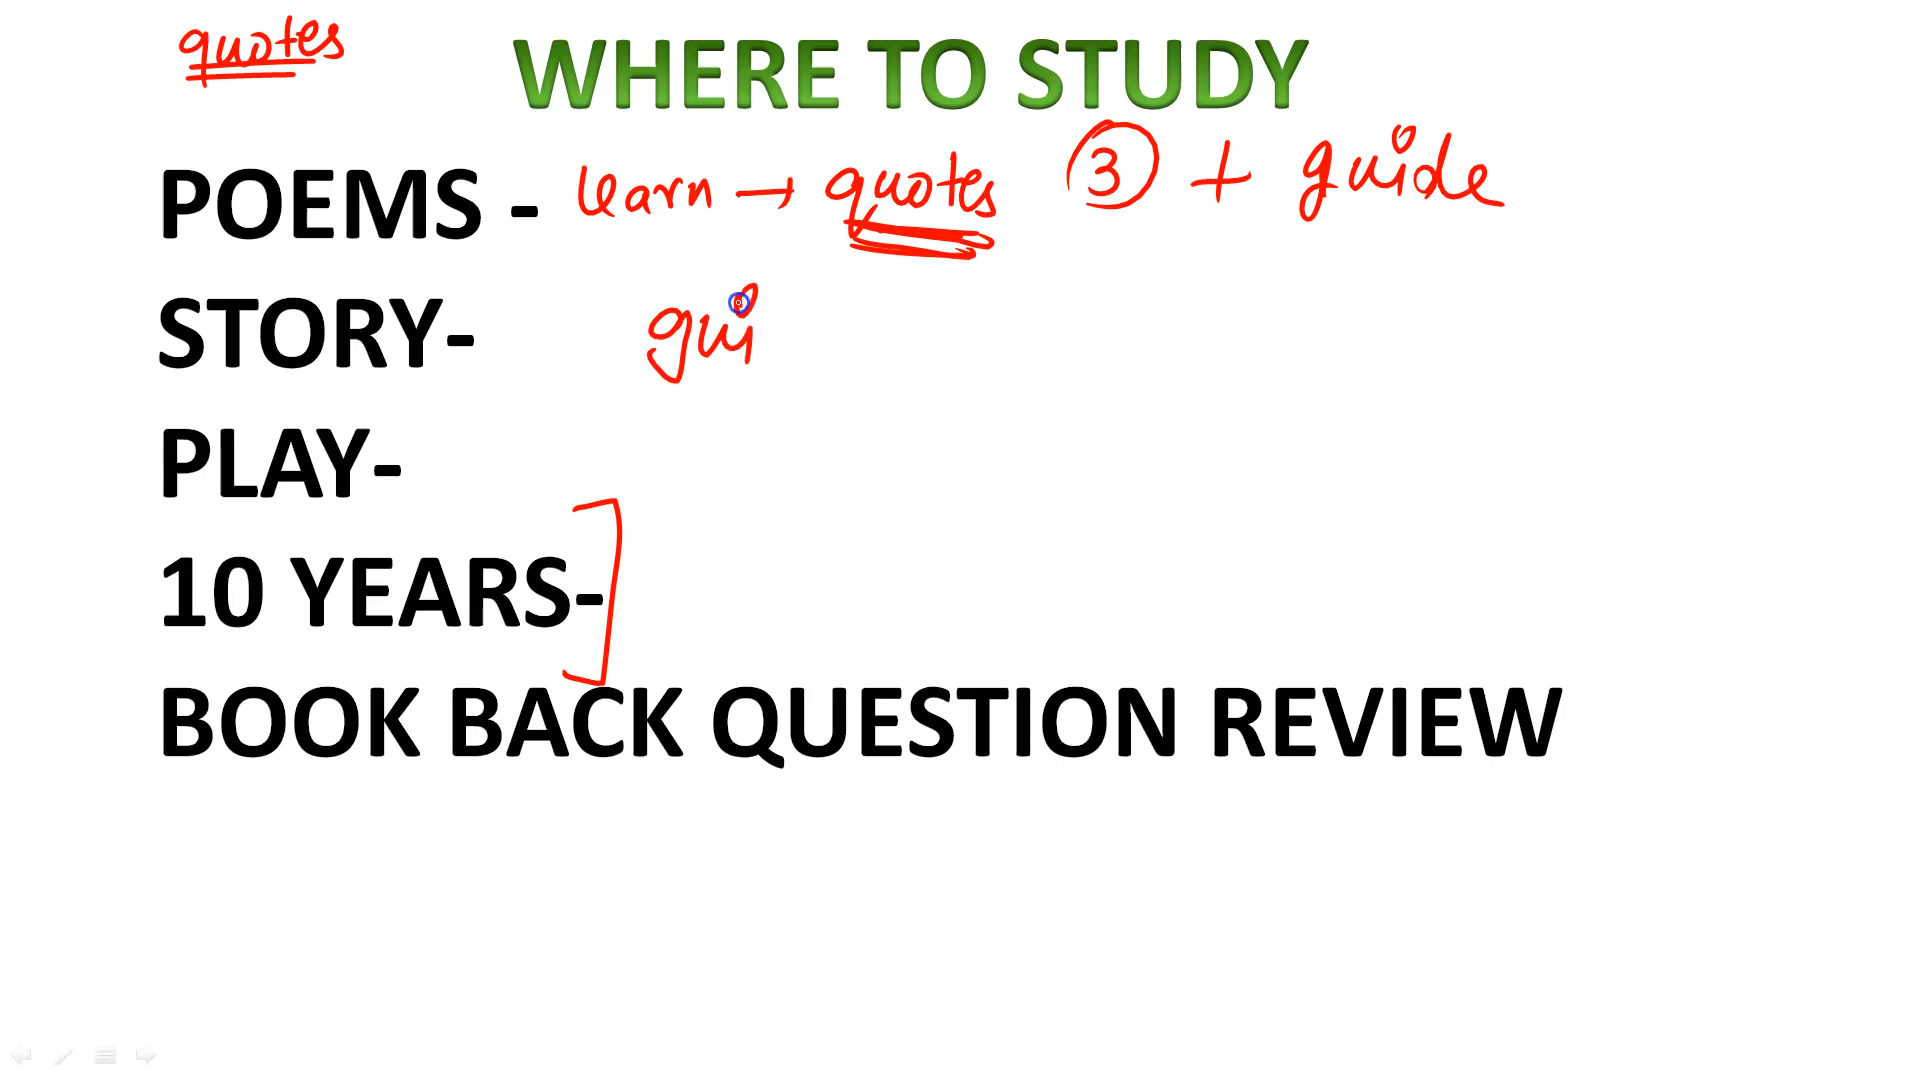 quotes
WHERE TO STUDY
POEMS - learn → quotes 3 + guide
STORY- gui
PLAY-
10 YEARS-
BOOK BACK QUESTION REVIEW